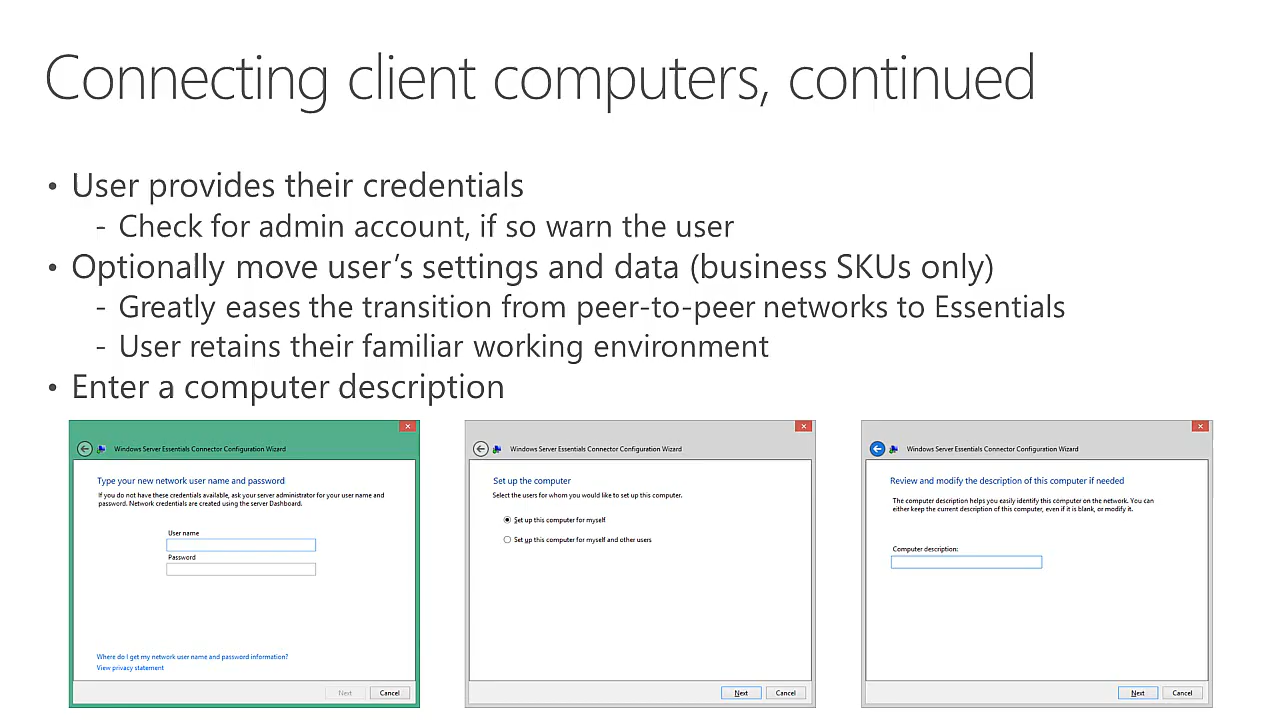 Connecting client computers, continued
• User provides their credentials
- Check for admin account, if so warn the user
• Optionally move user's settings and data (business SKUs only)
- Greatly eases the transition from peer-to-peer networks to Essentials
- User retains their familiar working environment
• Enter a computer description
Windows Server Essentials Connector Configuration Wizard
Type your new network user name and password
If you do not have these credentials available, ask your server administrator for your user name and
password. Network credentials are created using the server Dashboard.
User name
Password
Where do I get my network user name and password information?
View privacy statement
Next Cancel
Windows Server Essentials Connector Configuration Wizard
Set up the computer
Select the users for whom you would like to set up this computer.
Set up this computer for myself
Set up this computer for myself and other users
Next Cancel
Windows Server Essentials Connector Configuration Wizard
Review and modify the description of this computer if needed
The computer description helps you easily identify this computer on the network. You can
either keep the current description of this computer, even if it is blank, or modify it.
Computer description:
Next Cancel